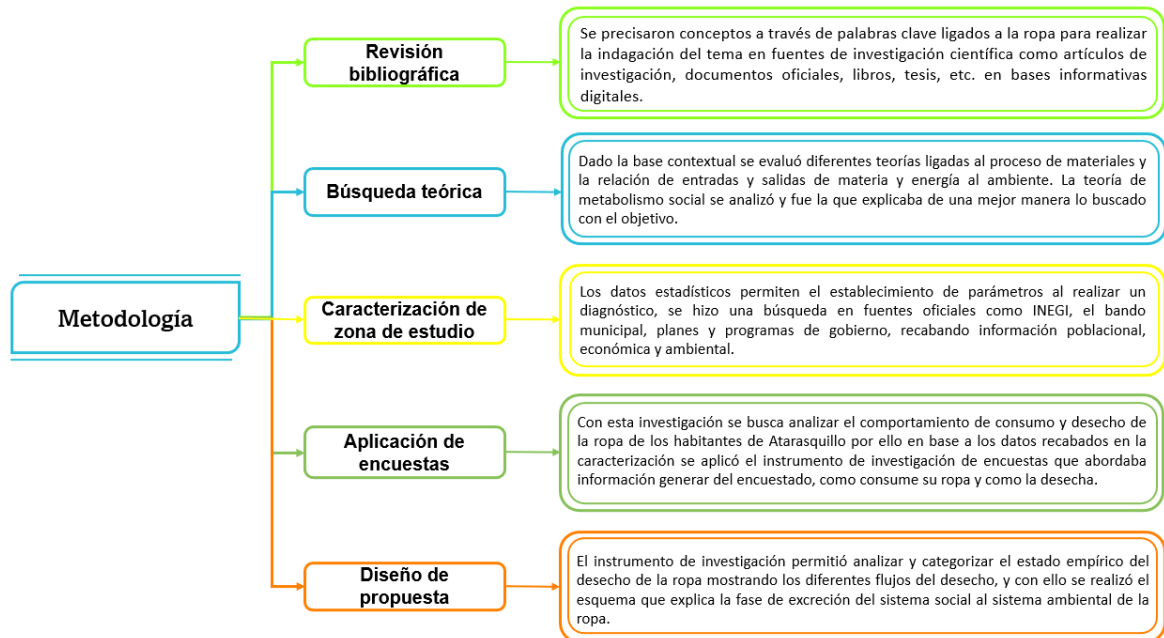 Metodología
Revisión
bibliográfica
Se precisaron conceptos a través de palabras clave ligados a la ropa para realizar
la indagación del tema en fuentes de investigación científica como artículos de
investigación, documentos oficiales, libros, tesis, etc. en bases informativas
digitales.
Búsqueda teórica
Dado la base contextual se evaluó diferentes teorías ligadas al proceso de materiales y
la relación de entradas y salidas de materia y energía al ambiente. La teoría de
metabolismo social se analizó y fue la que explicaba de una mejor manera lo buscado
con el objetivo.
Caracterización de
zona de estudio
Los datos estadísticos permiten el establecimiento de parámetros al realizar un
diagnóstico, se hizo una búsqueda en fuentes oficiales como INEGI, el bando
municipal, planes y programas de gobierno, recabando información poblacional,
económica y ambiental.
Aplicación de
encuestas
Con esta investigación se busca analizar el comportamiento de consumo y desecho de
la ropa de los habitantes de Atarasquillo por ello en base a los datos recabados en la
caracterización se aplicó el instrumento de investigación de encuestas que abordaba
información generar del encuestado, como consume su ropa y como la desecha.
Diseño de
propuesta
El instrumento de investigación permitió analizar y categorizar el estado empírico del
desecho de la ropa mostrando los diferentes flujos del desecho, y con ello se realizó el
esquema que explica la fase de excreción del sistema social al sistema ambiental de la
ropa.